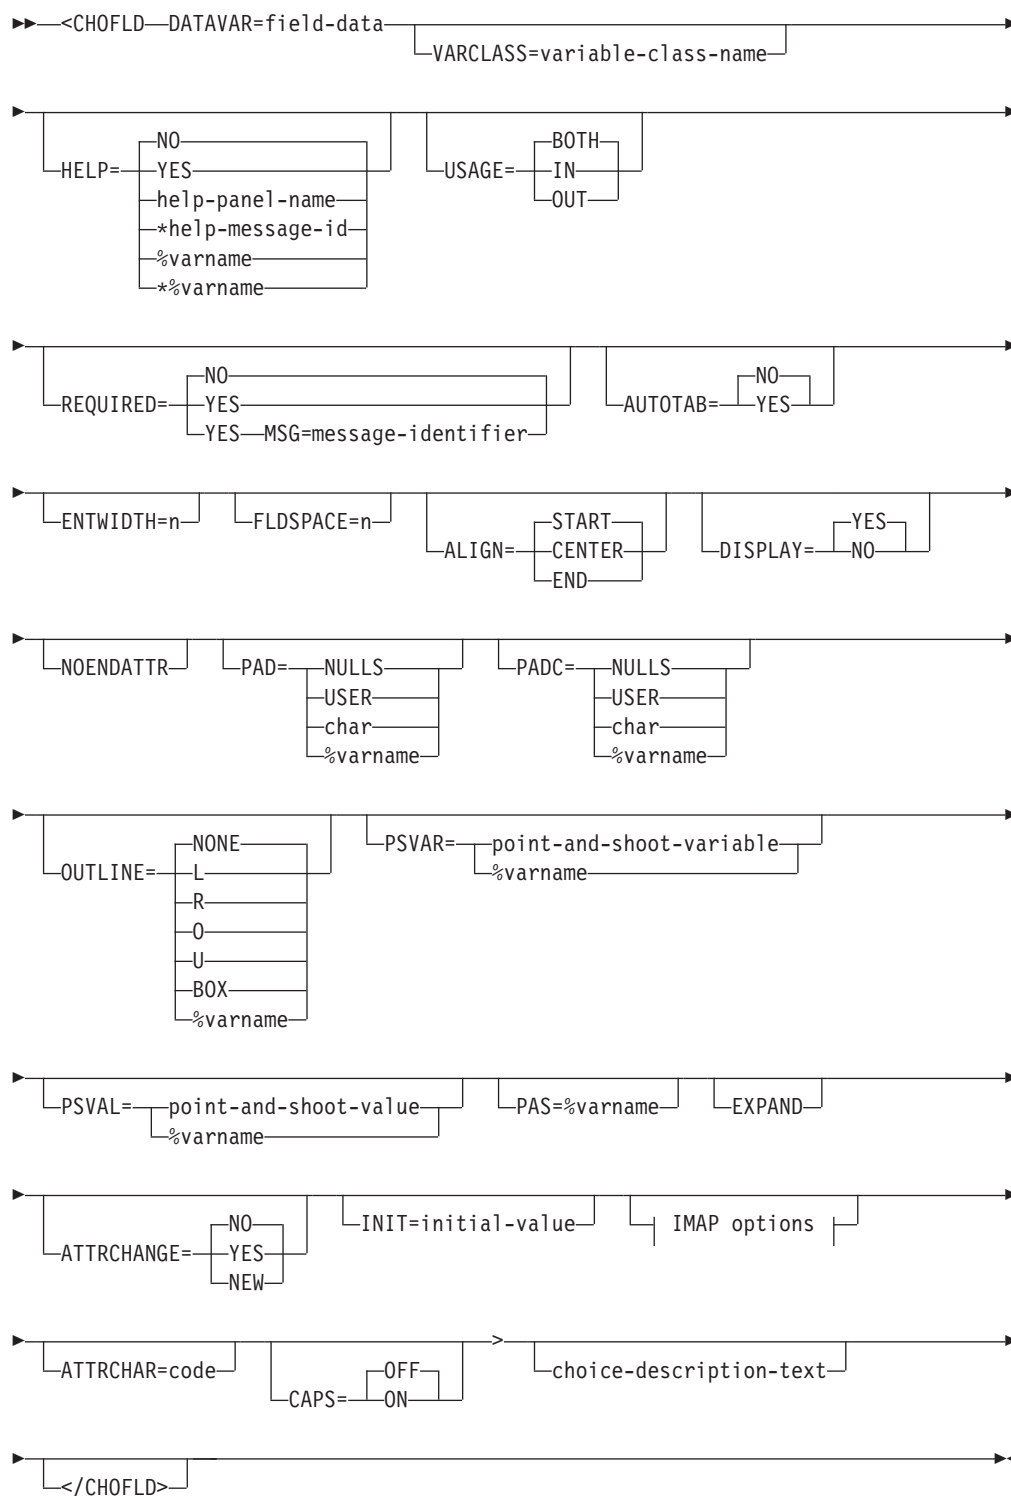 <CHOFLD DATAVAR=field-data
VARCLASS=variable-class-name
NO
HELP= YES
help-panel-name
*help-message-id
%varname
*%varname
BOTH
USAGE= IN
OUT
NO
REQUIRED= YES
YES MSG=message-identifier
NO
AUTOTAB= YES
ENTWIDTH=n
FLDSPACE=n
START
ALIGN= CENTER
END
YES
DISPLAY= NO
NOENDATTR
PAD= NULLS
USER
char
%varname
PADC= NULLS
USER
char
%varname
NONE
OUTLINE= L
R
O
U
BOX
%varname
PSVAR= point-and-shoot-variable
%varname
PSVAL= point-and-shoot-value
%varname
PAS=%varname
EXPAND
NO
ATTRCHANGE= YES
NEW
INIT=initial-value
IMAP options
ATTRCHAR=code
OFF
CAPS= ON
>
choice-description-text
</CHOFLD>